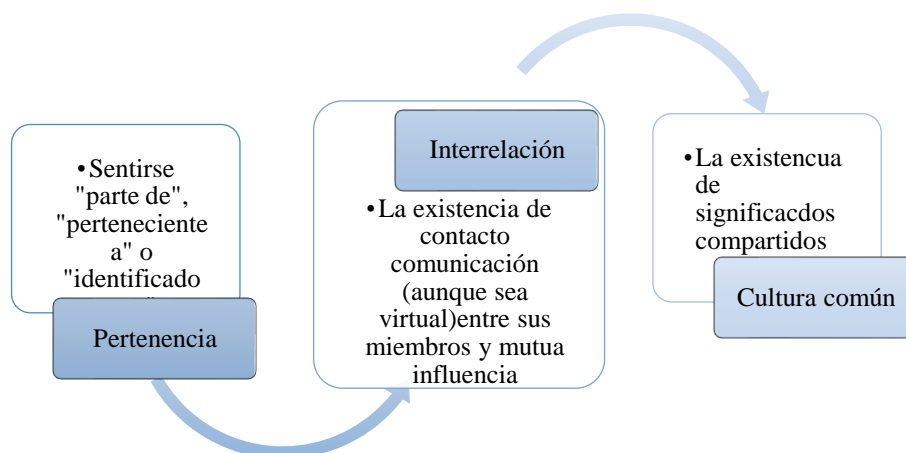 •Sentirse
"parte de",
"perteneciente
a" o
"identificado
Pertenencia
Interrelación
•La existencia de
contacto
comunicación
(aunque sea
virtual)entre sus
miembros y mutua
influencia
•La existencua
de
significacdos
compartidos
Cultura común